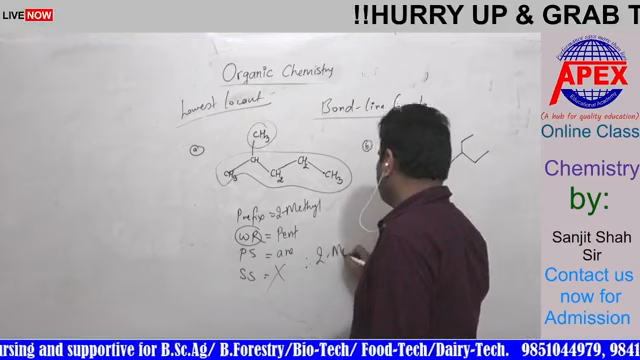 LIVE NOW
!!HURRY UP & GRAB T
Organic Chemistry
Lowest locant
Bond-line
(a)
CH3
CH
CH3
CH2
CH2
CH3
(b)
Prefix = 2-Methyl
WR = Pent
PS = ane
SS = X
∴ 2-Me
APEX
Educational Academy
(A hub for quality education)
Online Class
Chemistry
by:
Sanjit Shah
Sir
Contact us
now for
Admission
ursing and supportive for B.Sc.Ag/ B.Forestry/Bio-Tech/ Food-Tech/Dairy-Tech. 9851044979, 9841